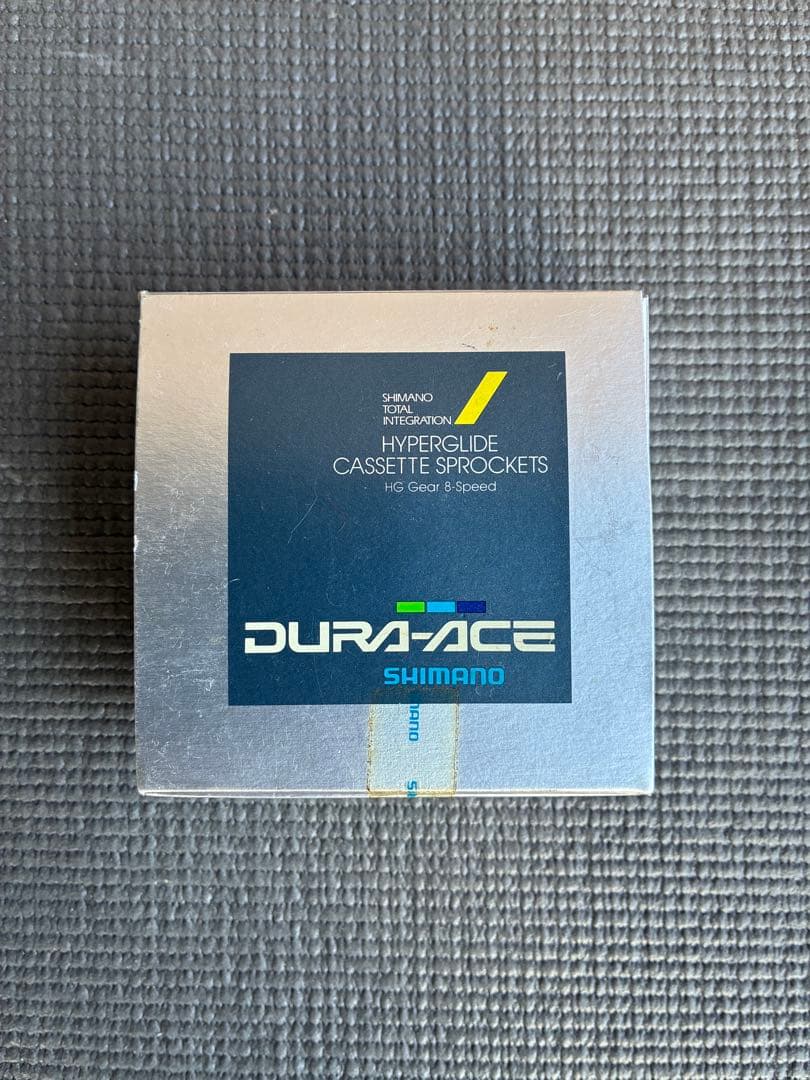 SHIMANO
TOTAL
INTEGRATION
HYPERGLIDE
CASSETTE SPROCKETS
HG Gear 8-Speed
DURA-ACE
SHIMANO